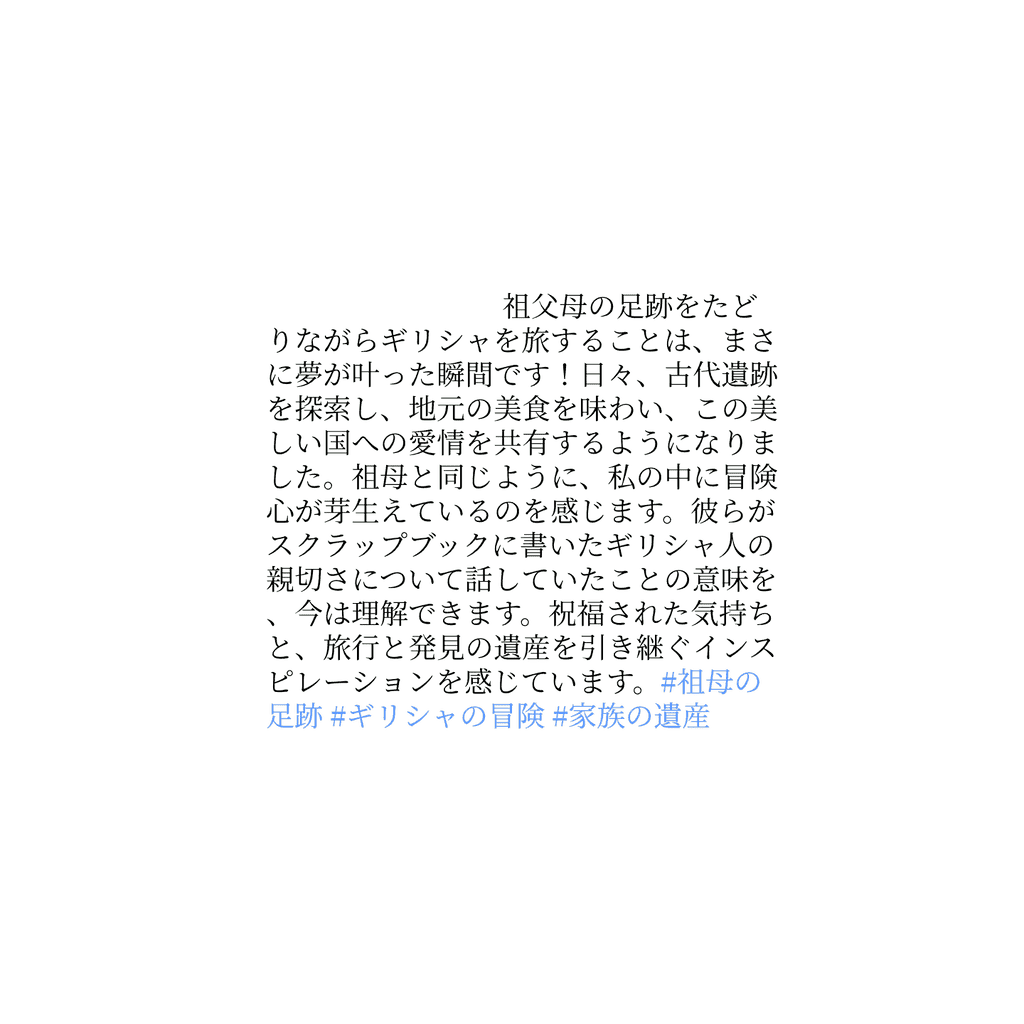 祖父母の足跡をたど
りながらギリシャを旅することは、まさ
に夢が叶った瞬間です！日々、古代遺跡
を探索し、地元の美食を味わい、この美
しい国への愛情を共有するようになりま
した。祖母と同じように、私の中に冒険
心が芽生えているのを感じます。彼らが
スクラップブックに書いたギリシャ人の
親切さについて話していたことの意味を
、今は理解できます。祝福された気持ち
と、旅行と発見の遺産を引き継ぐインス
ピレーションを感じています。#祖母の
足跡 #ギリシャの冒険 #家族の遺産